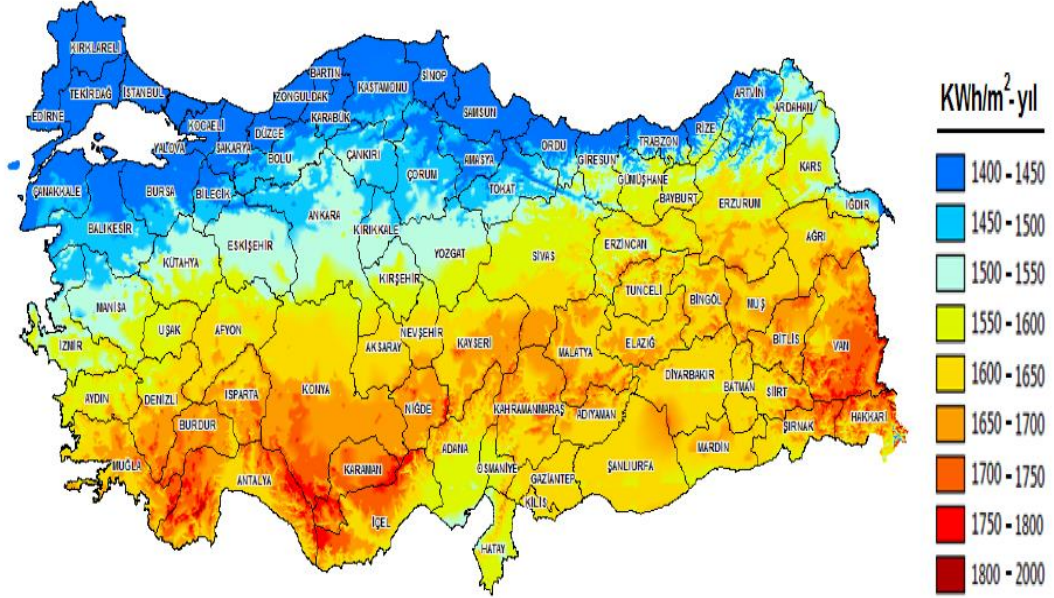 KIRKLARELİ
TEKİRDAĞ
İSTANBUL
EDİRNE
KOCAELİ
YALOVA
SAKARYA
DÜZCE
BOLU
ZONGULDAK
BARTIN
KARABÜK
KASTAMONU
SİNOP
SAMSUN
ÇANKIRI
ÇORUM
AMASYA
TOKAT
ORDU
GİRESUN
TRABZON
RİZE
ARTVİN
ARDAHAN
GÜMÜŞHANE
BAYBURT
ERZURUM
KARS
IĞDIR
AĞRI
ÇANAKKALE
BALIKESİR
BURSA
BİLECİK
KÜTAHYA
ESKİŞEHİR
ANKARA
KIRIKKALE
KIRŞEHİR
YOZGAT
SİVAS
ERZİNCAN
TUNCELİ
BİNGÖL
MUŞ
BİTLİS
VAN
MANİSA
İZMİR
UŞAK
AFYON
AKSARAY
NEVŞEHİR
KAYSERİ
MALATYA
ELAZIĞ
DİYARBAKIR
BATMAN
SİİRT
ŞIRNAK
HAKKARİ
AYDIN
DENİZLİ
ISPARTA
BURDUR
KONYA
NİĞDE
KAHRAMANMARAŞ
ADIYAMAN
MARDİN
ŞANLIURFA
MUĞLA
ANTALYA
KARAMAN
İÇEL
ADANA
OSMANİYE
GAZİANTEP
KİLİS
HATAY
KWh/m²-yıl
1400 - 1450
1450 - 1500
1500 - 1550
1550 - 1600
1600 - 1650
1650 - 1700
1700 - 1750
1750 - 1800
1800 - 2000